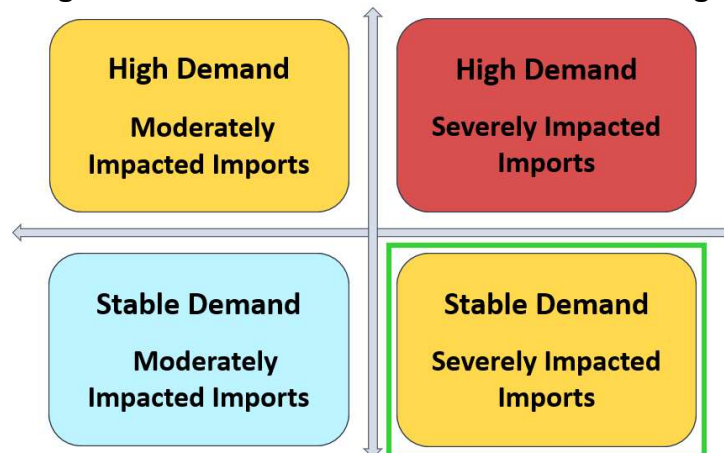 High Demand
Moderately
Impacted Imports
High Demand
Severely Impacted
Imports
Stable Demand
Moderately
Impacted Imports
Stable Demand
Severely Impacted
Imports